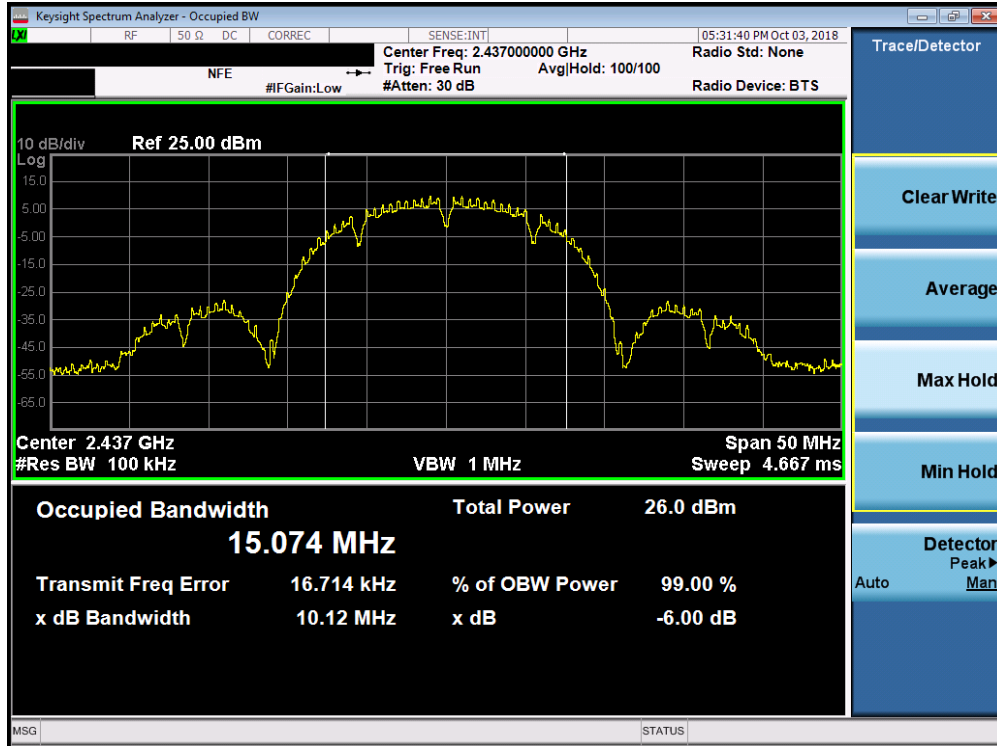 Keysight Spectrum Analyzer - Occupied BW
LXI RF 50 Ω DC CORREC SENSE:INT 05:31:40 PM Oct 03, 2018
Center Freq: 2.437000000 GHz Radio Std: None
NFE Trig: Free Run Avg|Hold: 100/100
#IFGain:Low #Atten: 30 dB Radio Device: BTS
10 dB/div Ref 25.00 dBm
Log
15.0
5.00
-5.00
-15.0
-25.0
-35.0
-45.0
-55.0
-65.0
Center 2.437 GHz Span 50 MHz
#Res BW 100 kHz VBW 1 MHz Sweep 4.667 ms
Occupied Bandwidth Total Power 26.0 dBm
15.074 MHz
Transmit Freq Error 16.714 kHz % of OBW Power 99.00 %
x dB Bandwidth 10.12 MHz x dB -6.00 dB
MSG STATUS
Trace/Detector
Clear Write
Average
Max Hold
Min Hold
Detector
Peak▶
Auto Man